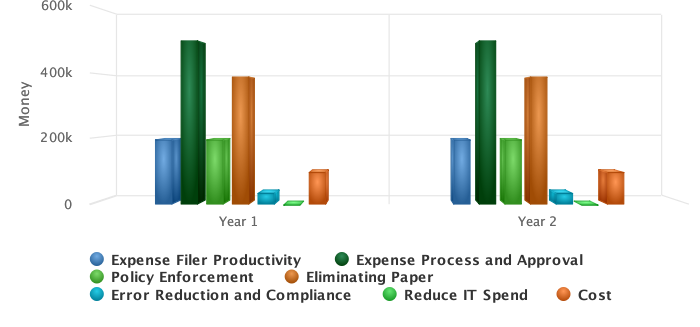 600k
400k
200k
0
Money
Year 1 Year 2
Expense Filer Productivity Expense Process and Approval
Policy Enforcement Eliminating Paper
Error Reduction and Compliance Reduce IT Spend Cost